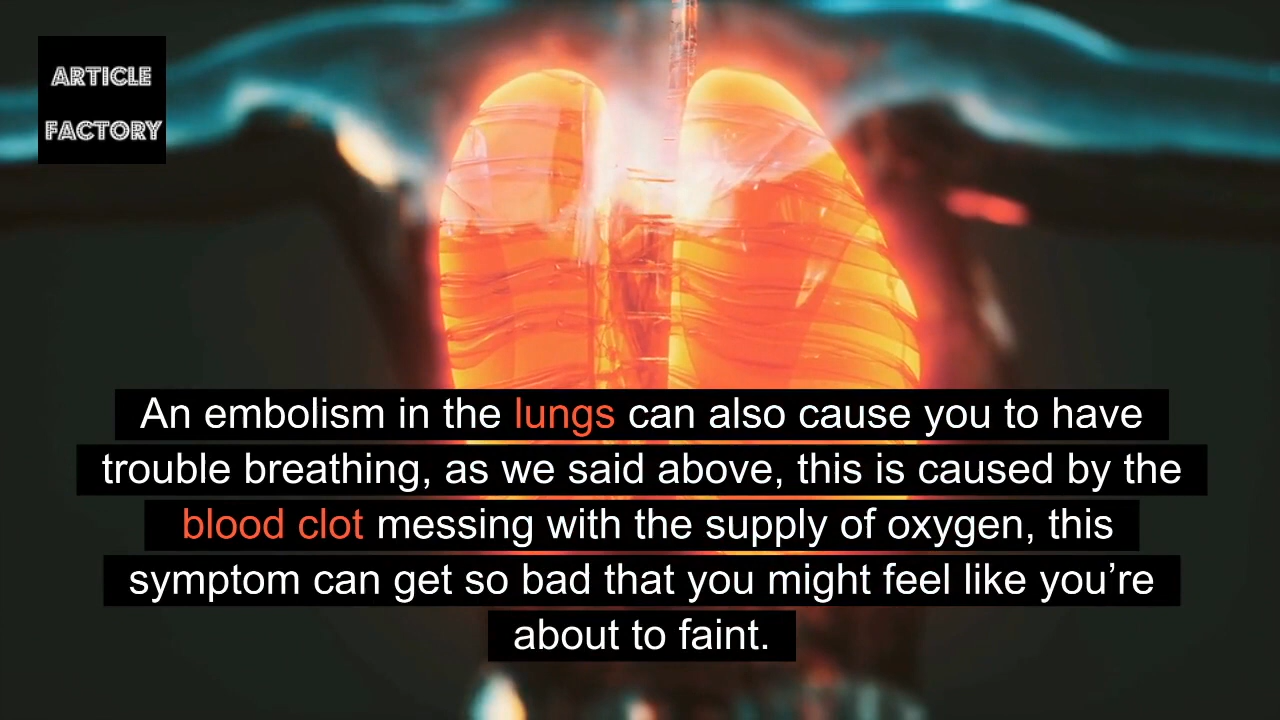 ARTICLE
FACTORY
An embolism in the lungs can also cause you to have
trouble breathing, as we said above, this is caused by the
blood clot messing with the supply of oxygen, this
symptom can get so bad that you might feel like you’re
about to faint.